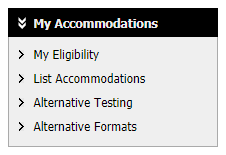 My Accommodations
My Eligibility
List Accommodations
Alternative Testing
Alternative Formats